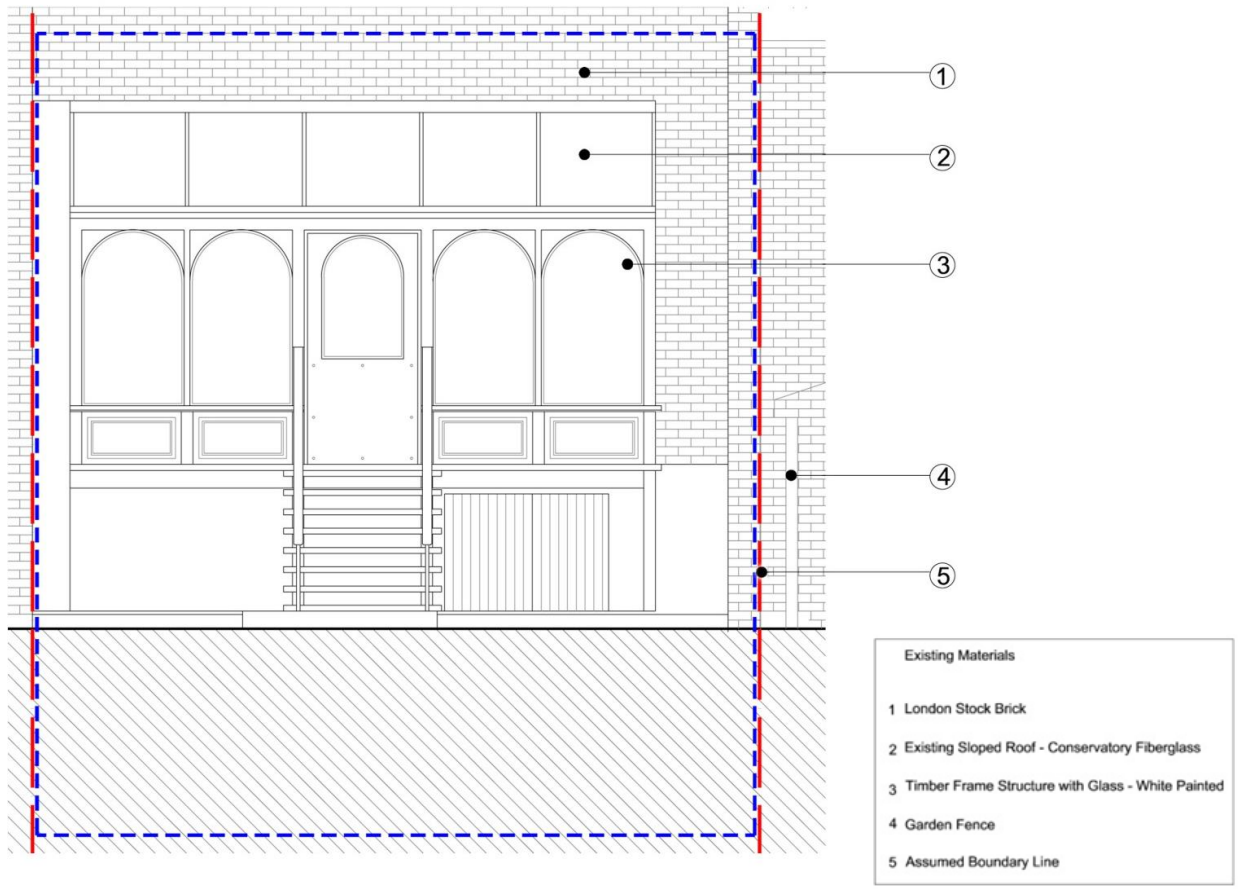 1
2
3
4
5
Existing Materials
1 London Stock Brick
2 Existing Sloped Roof - Conservatory Fiberglass
3 Timber Frame Structure with Glass - White Painted
4 Garden Fence
5 Assumed Boundary Line